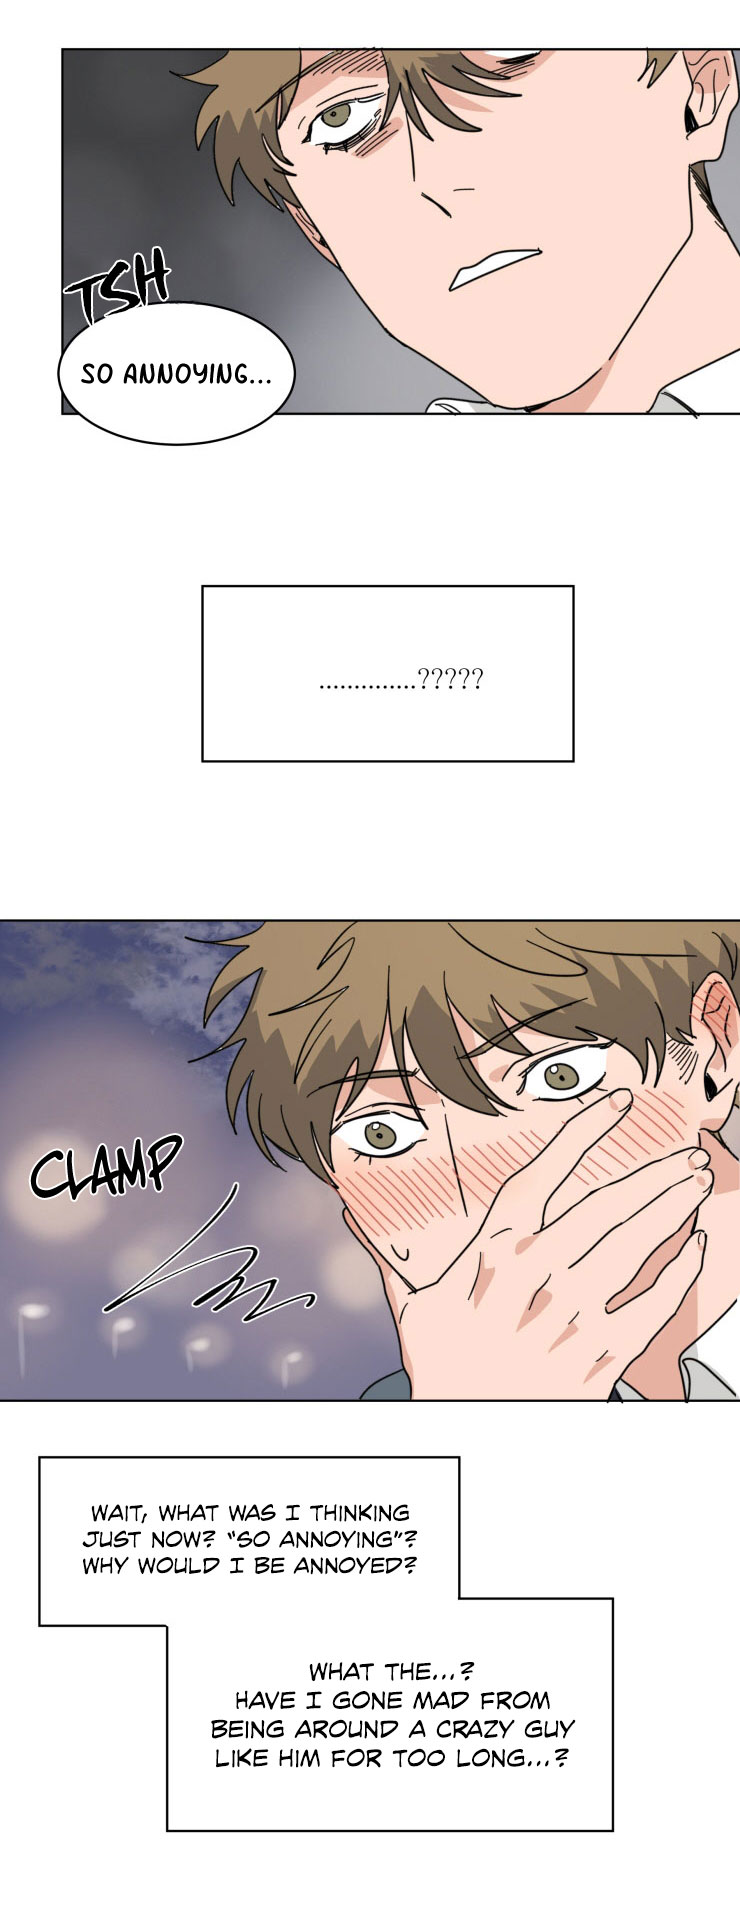 TSH
SO ANNOYING...
..............?????
CLAMP
WAIT, WHAT WAS I THINKING
JUST NOW? "SO ANNOYING"?
WHY WOULD I BE ANNOYED?
WHAT THE...?
HAVE I GONE MAD FROM
BEING AROUND A CRAZY GUY
LIKE HIM FOR TOO LONG...?